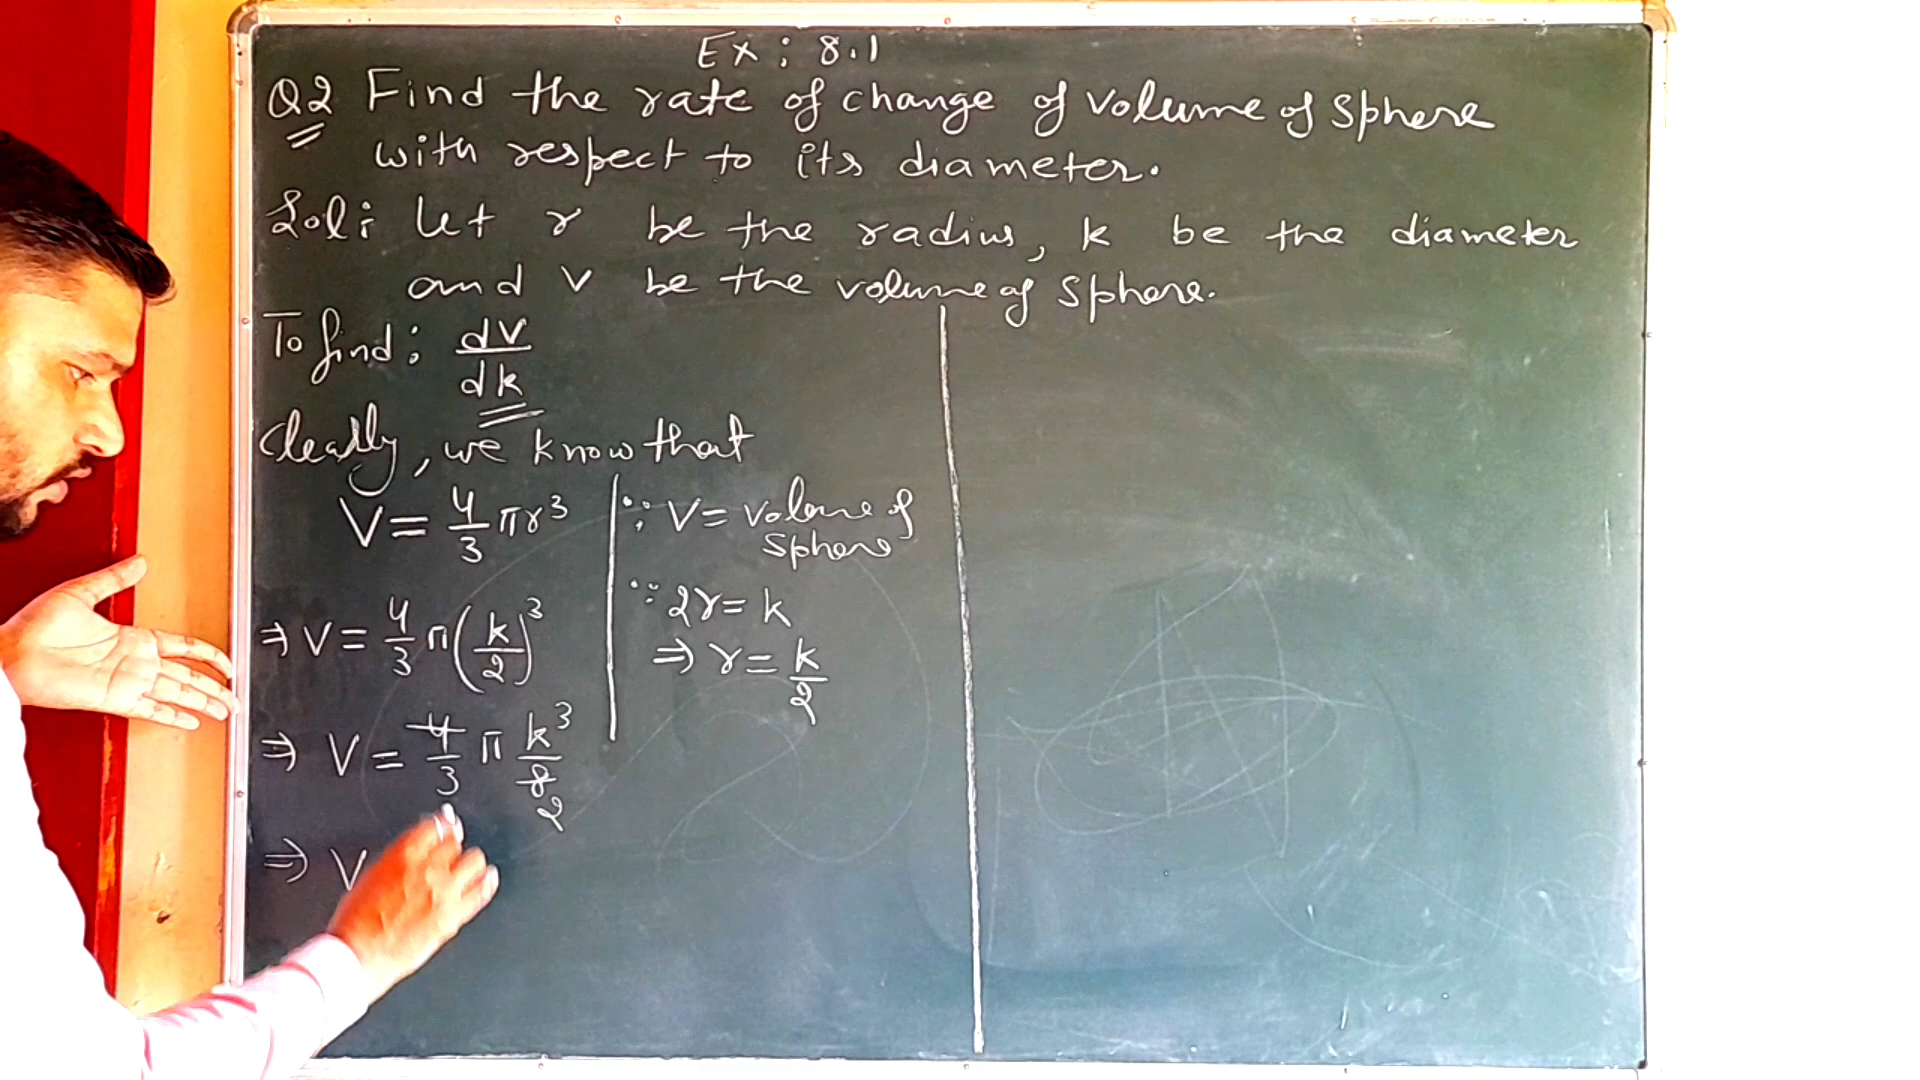 Ex : 8.1
Q2 Find the rate of change of volume of sphere
with respect to its diameter.
Sol: Let r be the radius, k be the diameter
and V be the volume of sphere.
To find : dV/dk
Clearly, we know that
V = 4/3 πr³
⇒ V = 4/3 π(k/2)³
⇒ V = 4/3 π k³/8 2
⇒ V
∵ V = volume of
sphere
∵ 2r = k
⇒ r = k/2